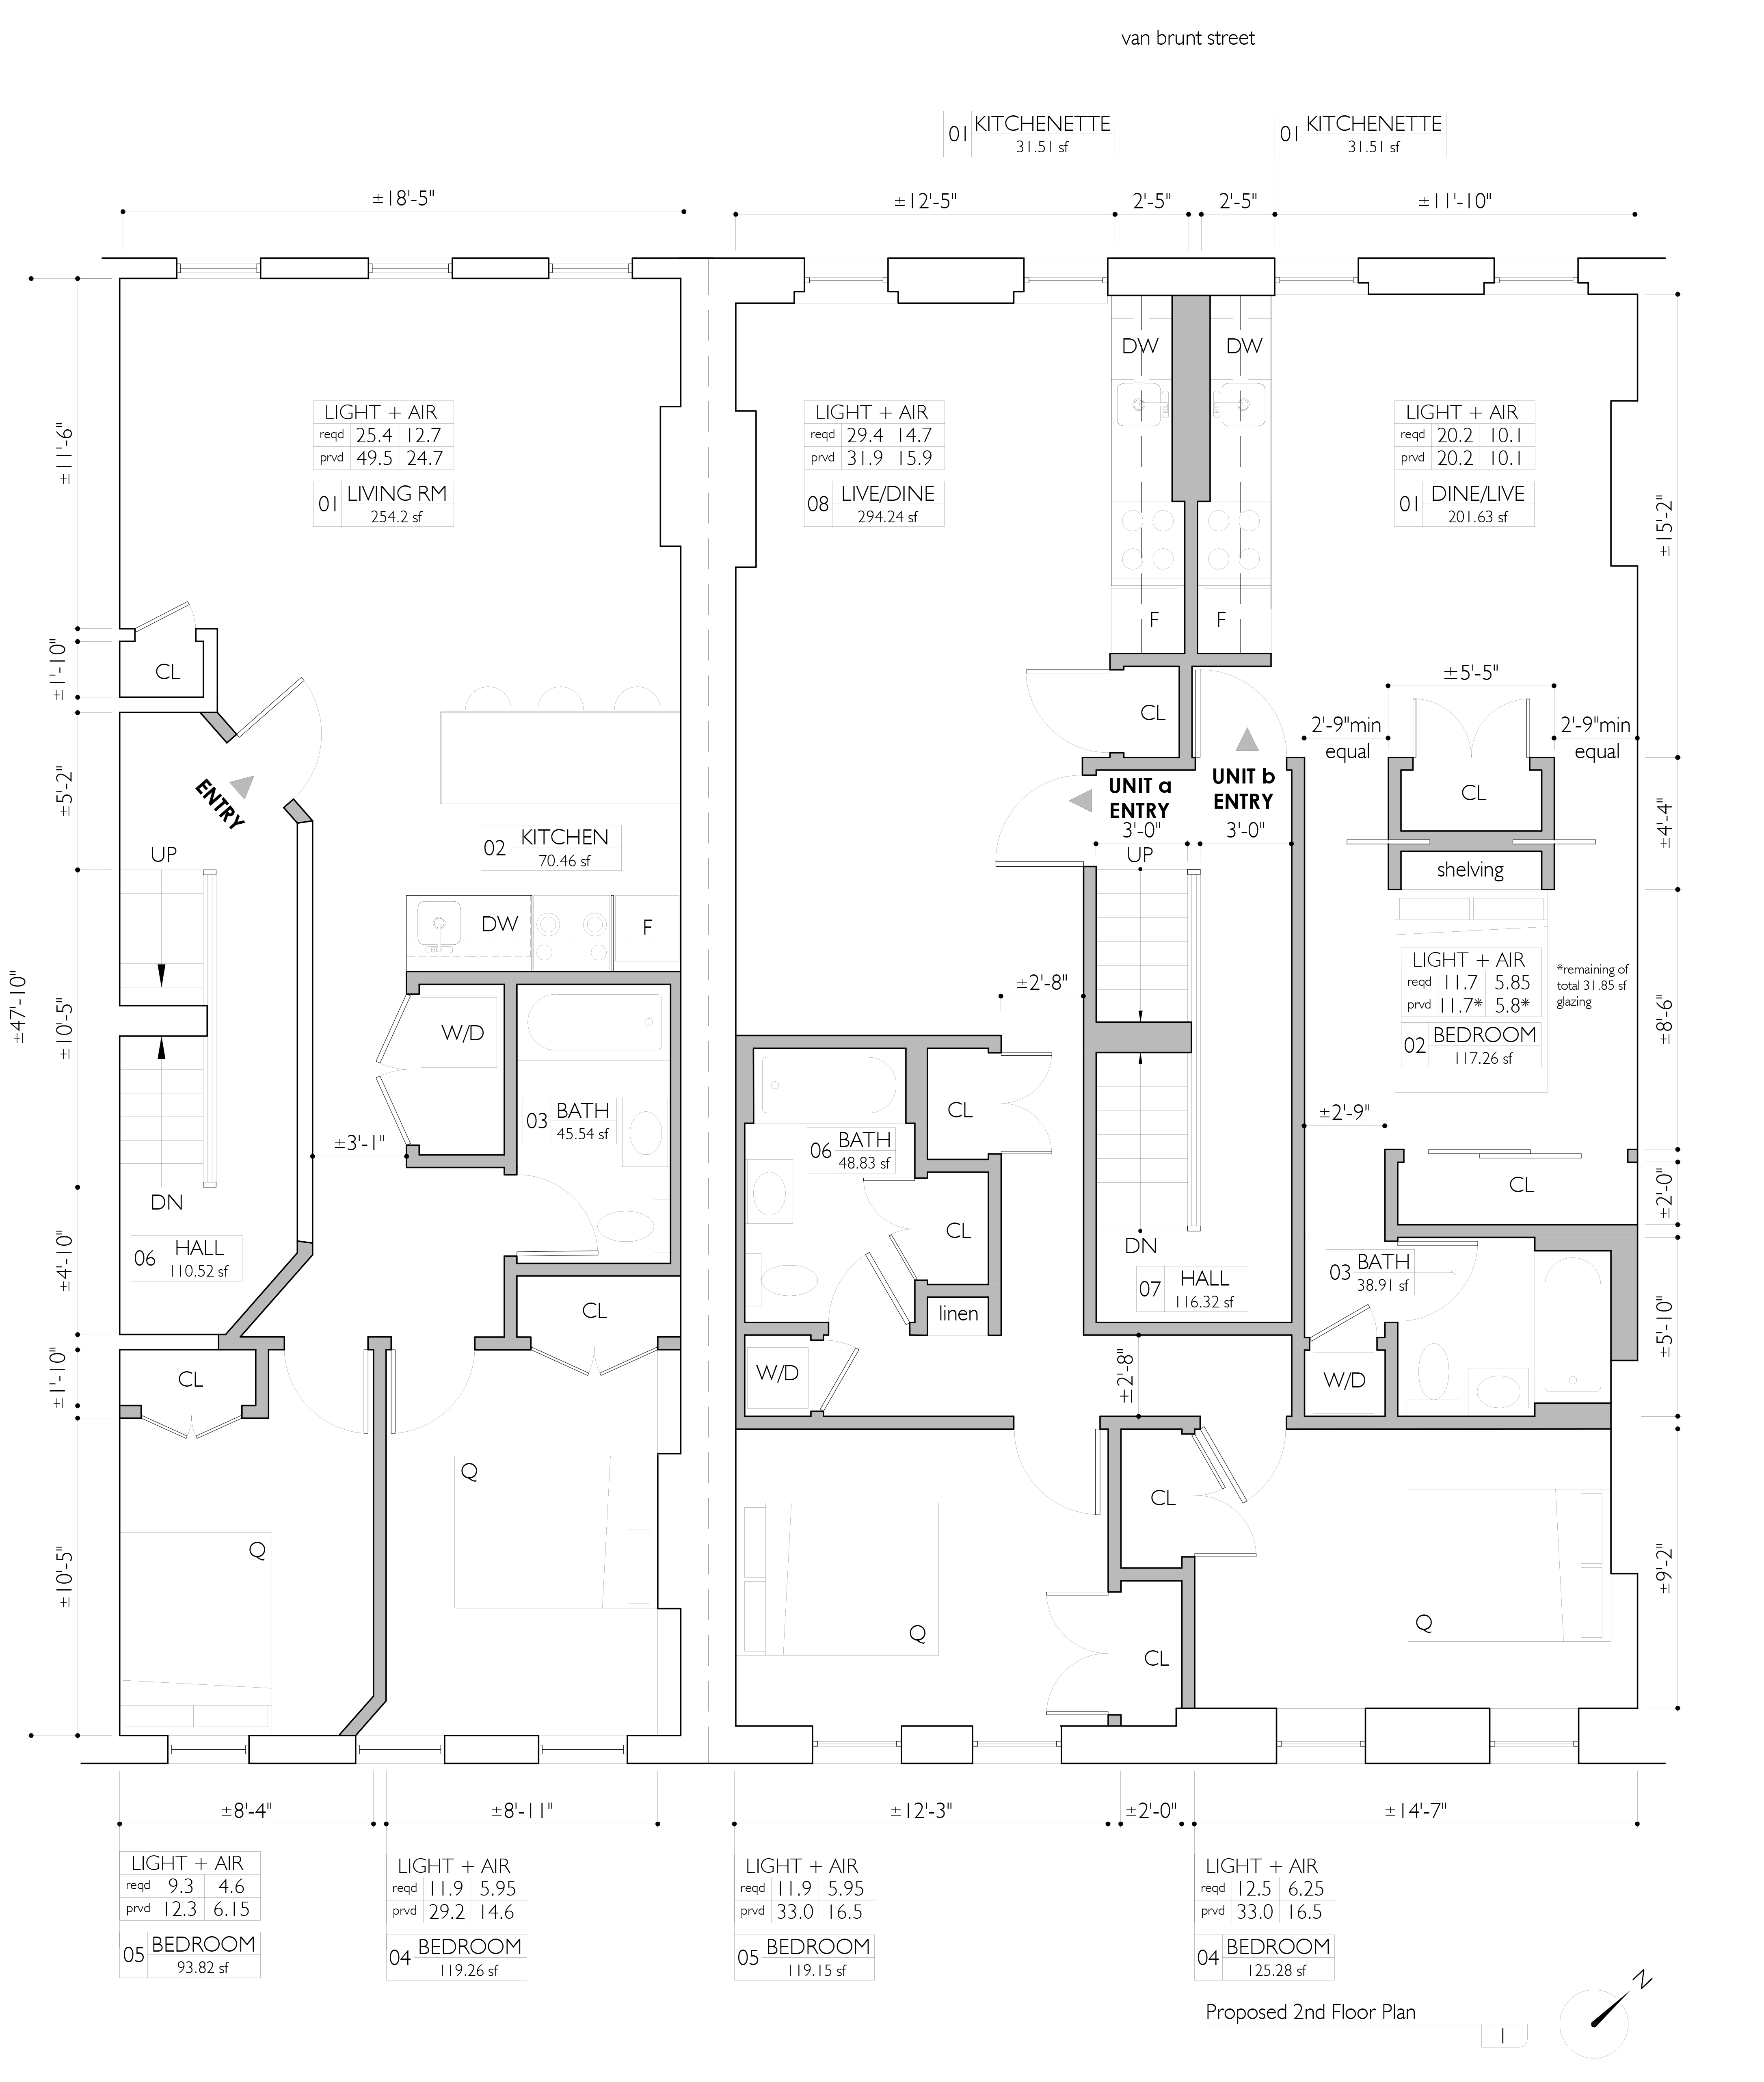 van brunt street
01 KITCHENETTE
31.51 sf
01 KITCHENETTE
31.51 sf
±18'-5"
±12'-5"
2'-5"
2'-5"
±11'-10"
DW
DW
LIGHT + AIR
reqd 25.4 12.7
prvd 49.5 24.7
01 LIVING RM
254.2 sf
LIGHT + AIR
reqd 29.4 14.7
prvd 31.9 15.9
08 LIVE/DINE
294.24 sf
LIGHT + AIR
reqd 20.2 10.1
prvd 20.2 10.1
01 DINE/LIVE
201.63 sf
±11'-6"
±15'-2"
F
F
±1'-10"
CL
CL
±5'-5"
2'-9"min
equal
2'-9"min
equal
CL
ENTRY
UNIT a
ENTRY
UNIT b
ENTRY
±5'-2"
±4'-4"
02 KITCHEN
70.46 sf
3'-0"
3'-0"
UP
UP
shelving
DW
F
LIGHT + AIR
reqd 11.7 5.85
prvd 11.7* 5.8*
02 BEDROOM
117.26 sf
*remaining of
total 31.85 sf
glazing
±47'-10"
±10'-5"
±2'-8"
±8'-6"
W/D
03 BATH
45.54 sf
CL
±2'-9"
±3'-1"
06 BATH
48.83 sf
CL
±2'-0"
DN
CL
DN
06 HALL
110.52 sf
±4'-10"
07 HALL
116.32 sf
03 BATH
38.91 sf
CL
linen
±5'-10"
±1'-10"
CL
W/D
±2'-8"
W/D
Q
CL
Q
±10'-5"
±9'-2"
Q
Q
CL
±8'-4"
±8'-11"
±12'-3"
±2'-0"
±14'-7"
LIGHT + AIR
reqd 9.3 4.6
prvd 12.3 6.15
05 BEDROOM
93.82 sf
LIGHT + AIR
reqd 11.9 5.95
prvd 29.2 14.6
04 BEDROOM
119.26 sf
LIGHT + AIR
reqd 11.9 5.95
prvd 33.0 16.5
05 BEDROOM
119.15 sf
LIGHT + AIR
reqd 12.5 6.25
prvd 33.0 16.5
04 BEDROOM
125.28 sf
N
Proposed 2nd Floor Plan
1